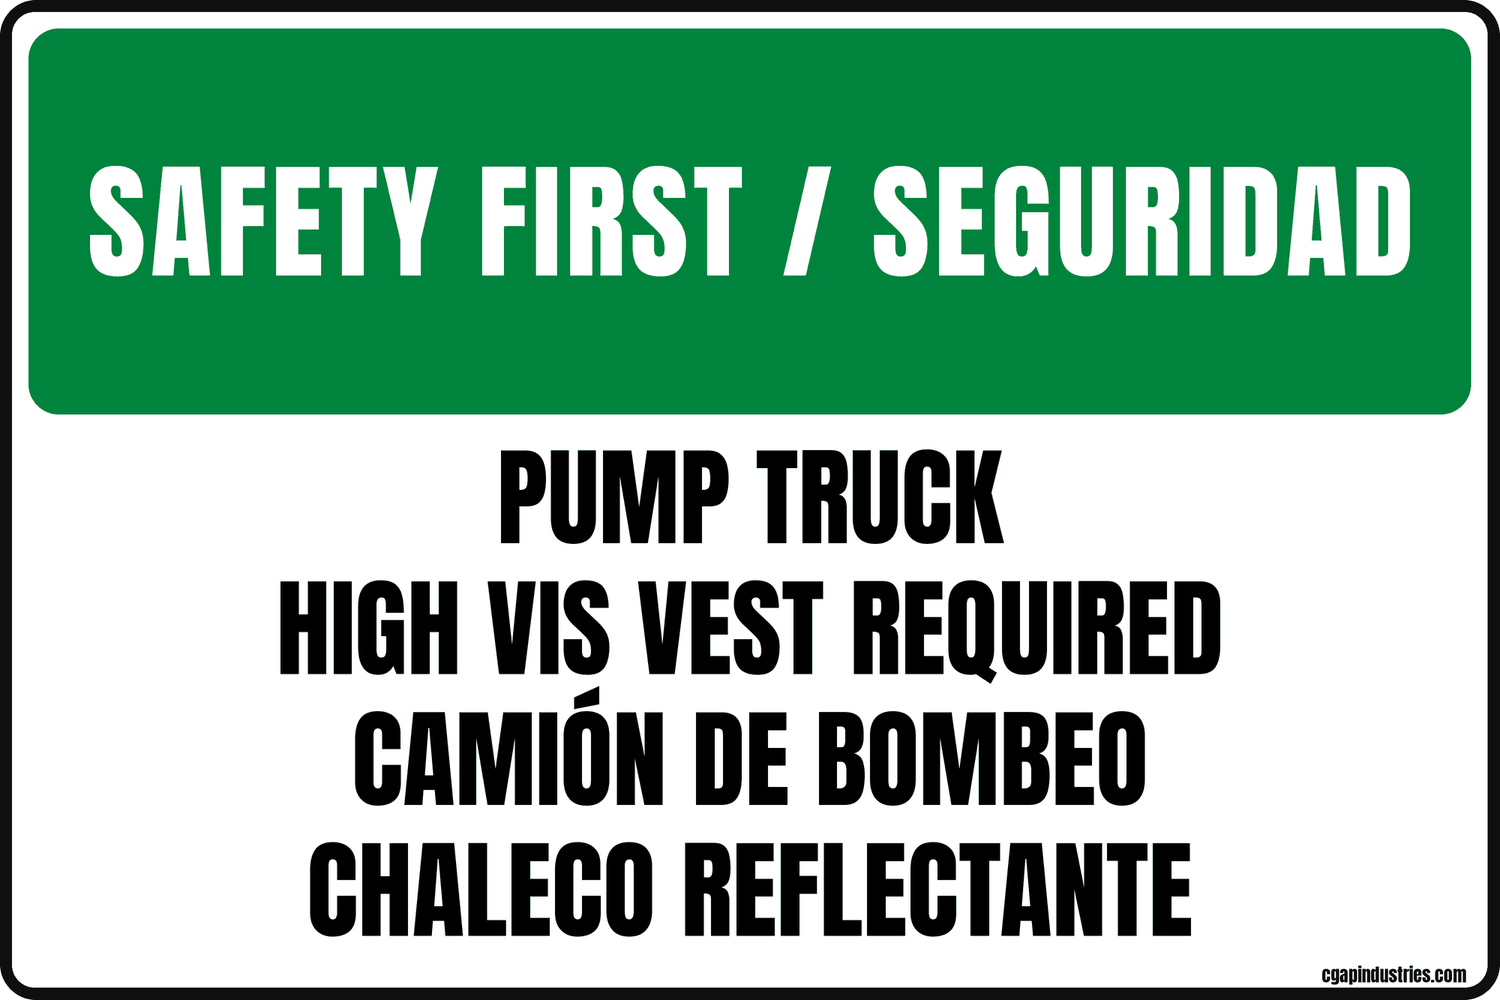 SAFETY FIRST / SEGURIDAD
PUMP TRUCK
HIGH VIS VEST REQUIRED
CAMIÓN DE BOMBEO
CHALECO REFLECTANTE
cgapindustries.com